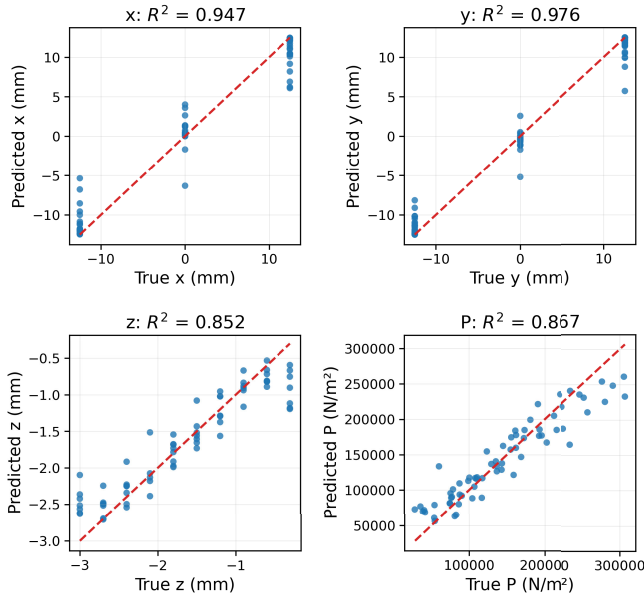 x: R² = 0.947
Predicted x (mm)
10
5
0
−5
−10
−10
0
10
True x (mm)
y: R² = 0.976
Predicted y (mm)
10
5
0
−5
−10
−10
0
10
True y (mm)
z: R² = 0.852
Predicted z (mm)
−0.5
−1.0
−1.5
−2.0
−2.5
−3.0
−3
−2
−1
True z (mm)
P: R² = 0.867
Predicted P (N/m²)
300000
250000
200000
150000
100000
50000
100000
200000
300000
True P (N/m²)